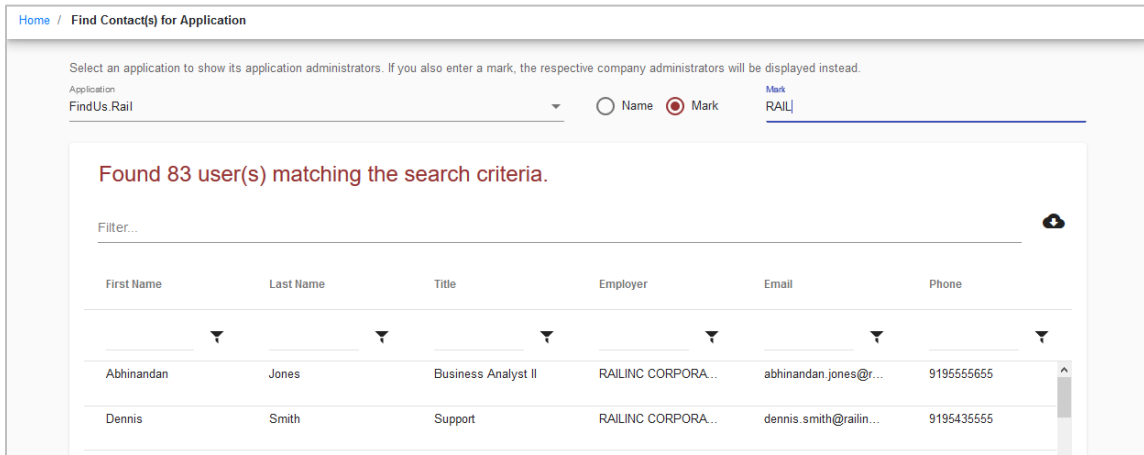 Home / Find Contact(s) for Application
Select an application to show its application administrators. If you also enter a mark, the respective company administrators will be displayed instead.
Application
FindUs.Rail
Name
Mark
Mark
RAIL
Found 83 user(s) matching the search criteria.
Filter...
First Name Last Name Title Employer Email Phone
Abhinandan Jones Business Analyst II RAILINC CORPORA... abhinandan.jones@r... 9195555655
Dennis Smith Support RAILINC CORPORA... dennis.smith@railin... 9195435555